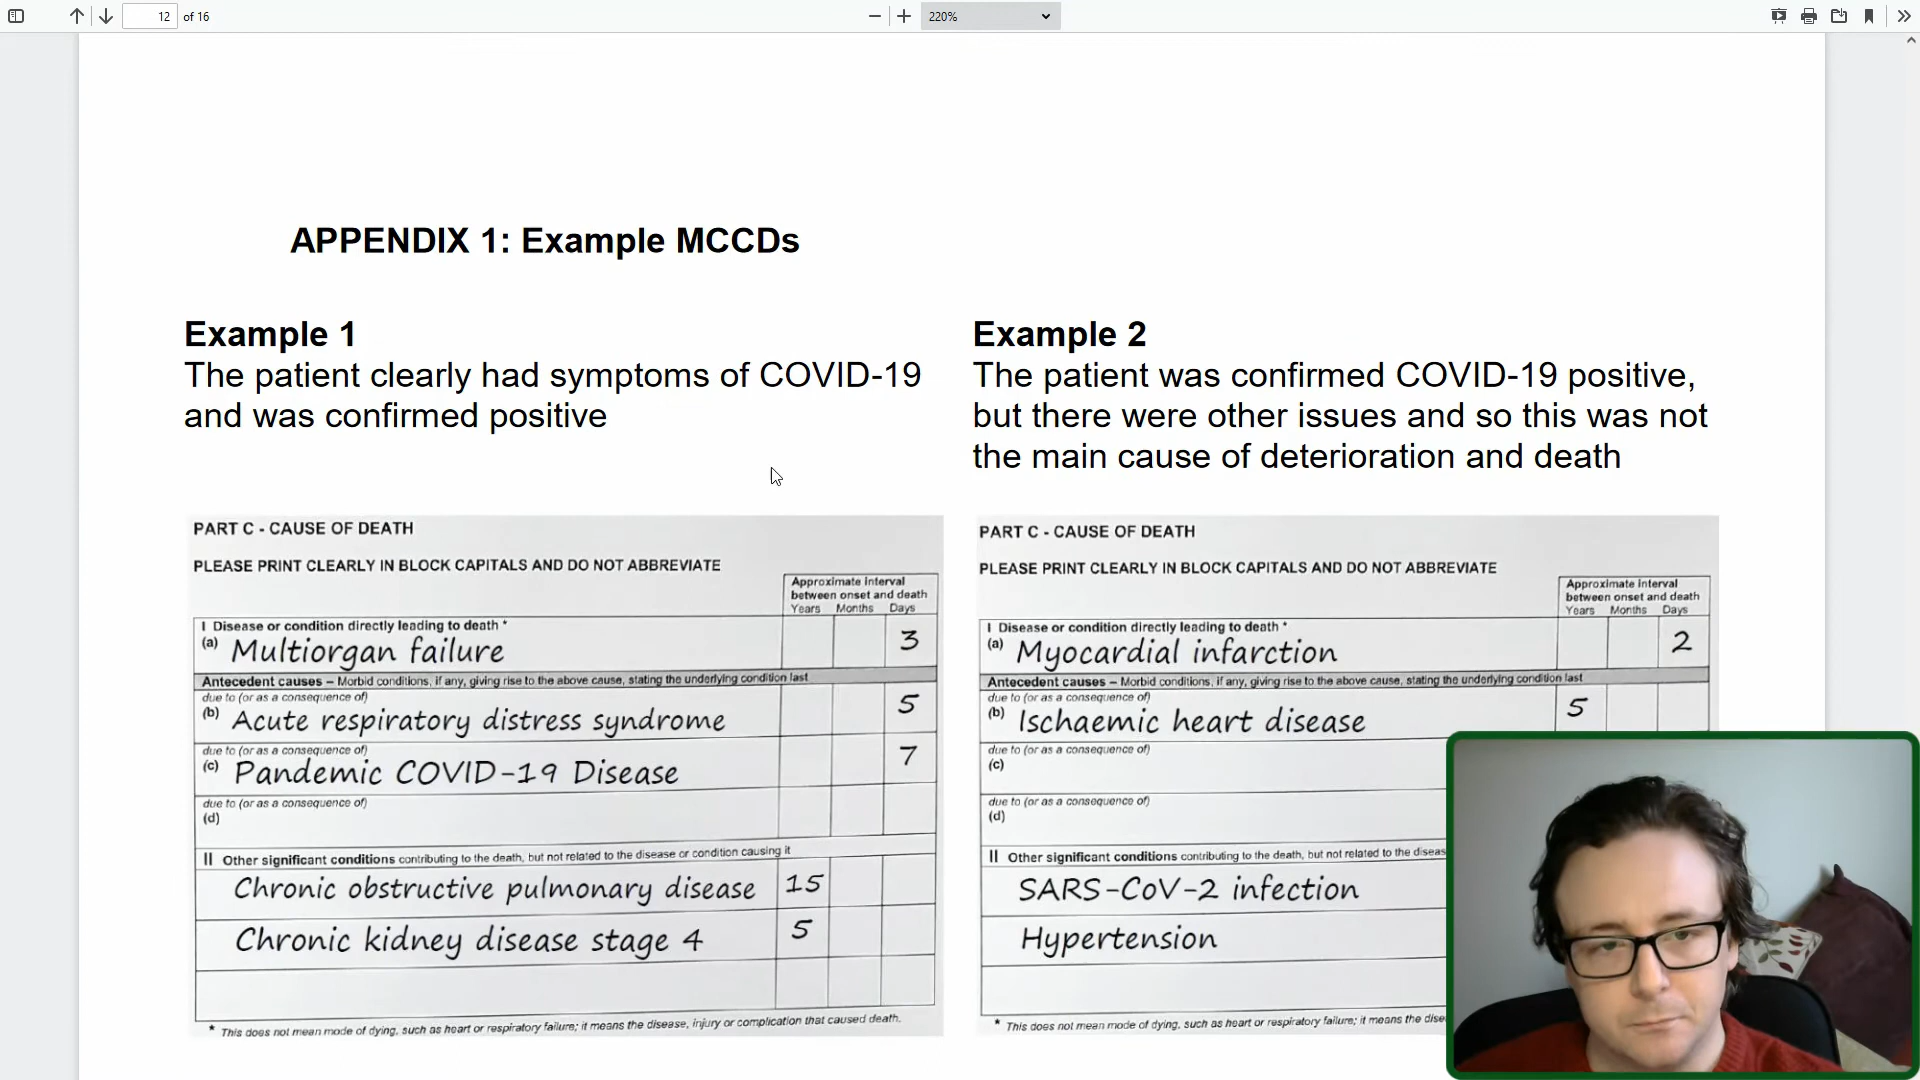 12 of 16
220%
APPENDIX 1: Example MCCDs
Example 1
The patient clearly had symptoms of COVID-19
and was confirmed positive
PART C - CAUSE OF DEATH
PLEASE PRINT CLEARLY IN BLOCK CAPITALS AND DO NOT ABBREVIATE
Approximate interval
between onset and death
Years Months Days
I Disease or condition directly leading to death *
(a) Multiorgan failure 3
Antecedent causes – Morbid conditions, if any, giving rise to the above cause, stating the underlying condition last
due to (or as a consequence of)
(b) Acute respiratory distress syndrome 5
due to (or as a consequence of)
(c) Pandemic COVID-19 Disease 7
due to (or as a consequence of)
(d)
II Other significant conditions contributing to the death, but not related to the disease or condition causing it
Chronic obstructive pulmonary disease 15
Chronic kidney disease stage 4 5
* This does not mean mode of dying, such as heart or respiratory failure; it means the disease, injury or complication that caused death.
Example 2
The patient was confirmed COVID-19 positive,
but there were other issues and so this was not
the main cause of deterioration and death
PART C - CAUSE OF DEATH
PLEASE PRINT CLEARLY IN BLOCK CAPITALS AND DO NOT ABBREVIATE
Approximate interval
between onset and death
Years Months Days
I Disease or condition directly leading to death *
(a) Myocardial infarction 2
Antecedent causes – Morbid conditions, if any, giving rise to the above cause, stating the underlying condition last
due to (or as a consequence of)
(b) Ischaemic heart disease 5
due to (or as a consequence of)
(c)
due to (or as a consequence of)
(d)
II Other significant conditions contributing to the death, but not related to the
SARS-CoV-2 infection
Hypertension
* This does not mean mode of dying, such as heart or respiratory failure; it means the